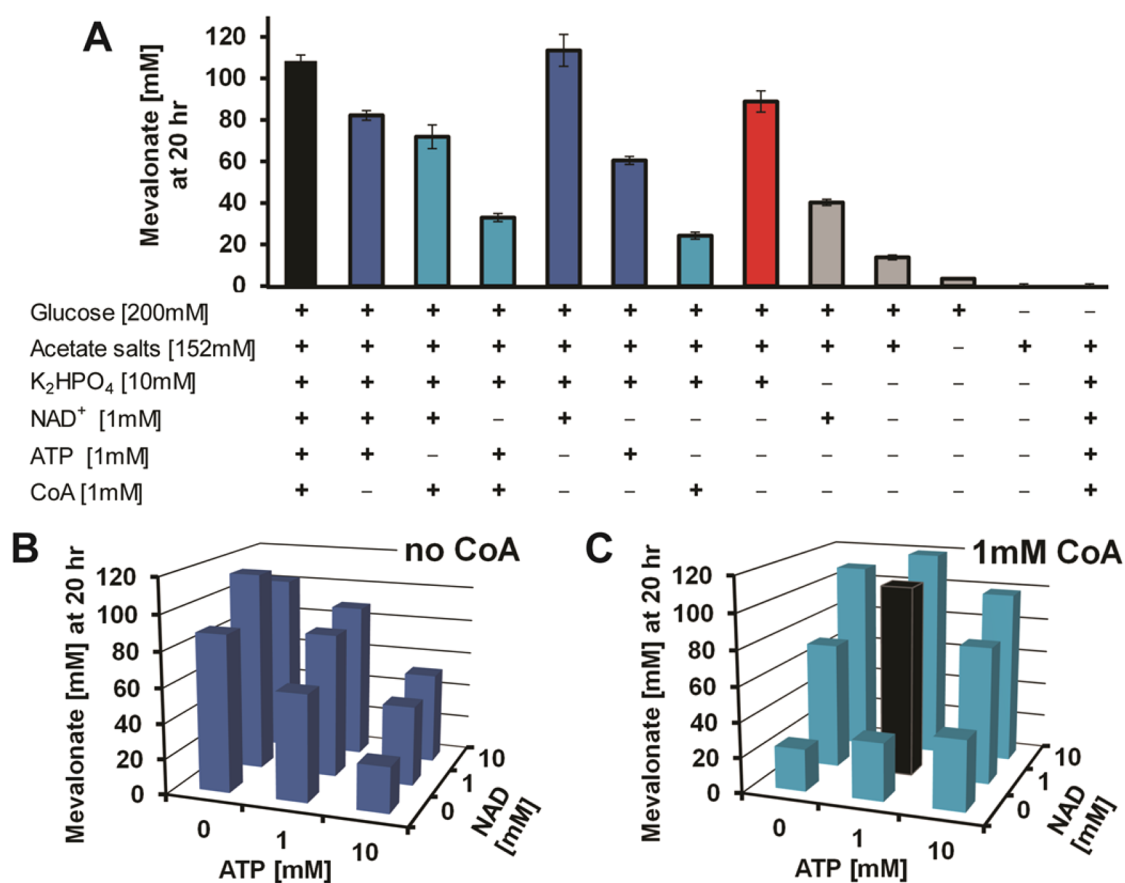 A
Mevalonate [mM]
at 20 hr
120
100
80
60
40
20
0
Glucose [200mM] + + + + + + + + + + + – –
Acetate salts [152mM] + + + + + + + + + + – + +
K₂HPO₄ [10mM] + + + + + + + + – – – – +
NAD⁺ [1mM] + + + – + – – – + – – – +
ATP [1mM] + + – + – + – – – – – – +
CoA [1mM] + – + + – – + – – – – – +
B
no CoA
Mevalonate [mM] at 20 hr
120
100
80
60
40
20
0
0
1
10
ATP [mM]
0
1
10
NAD
[mM]
C
1mM CoA
Mevalonate [mM] at 20 hr
120
100
80
60
40
20
0
0
1
10
ATP [mM]
0
1
10
NAD
[mM]